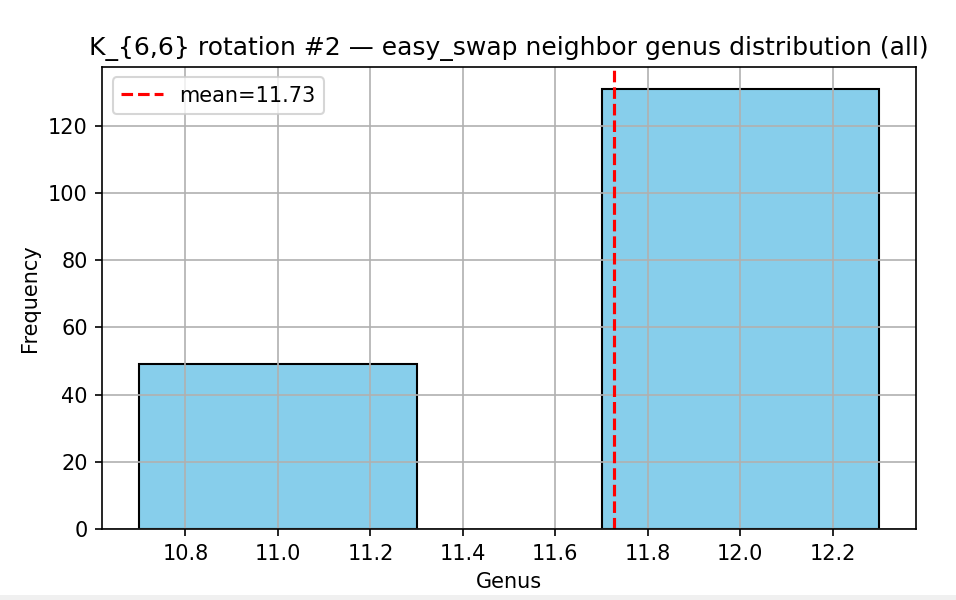 K_{6,6} rotation #2 — easy_swap neighbor genus distribution (all)
mean=11.73
Frequency
120
100
80
60
40
20
0
10.8 11.0 11.2 11.4 11.6 11.8 12.0 12.2
Genus